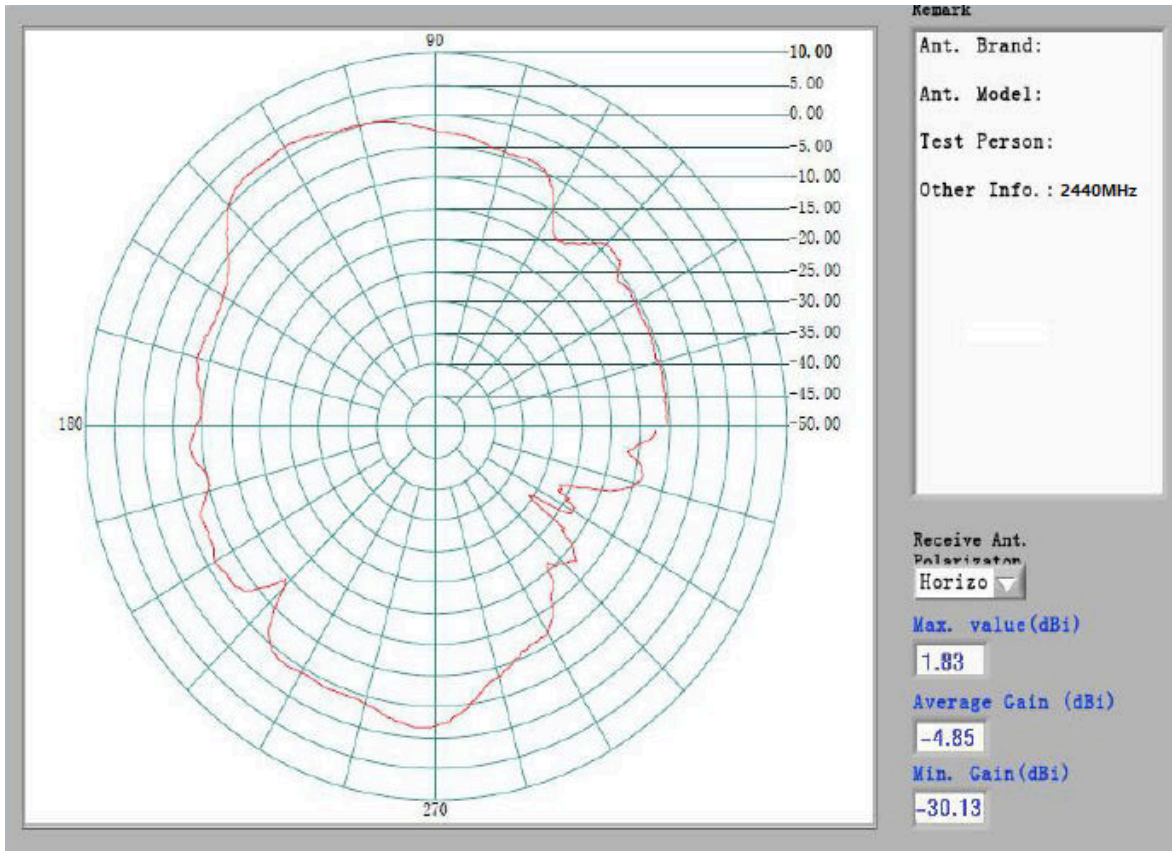 Remark
90
10.00
5.00
0.00
-5.00
-10.00
-15.00
-20.00
-25.00
-30.00
-35.00
-40.00
-45.00
-50.00
180
270
Ant. Brand:
Ant. Model:
Test Person:
Other Info.: 2440MHz
Receive Ant.
Polarizaton
Horizo
Max. value(dBi)
1.83
Average Gain (dBi)
-4.85
Min. Gain(dBi)
-30.13